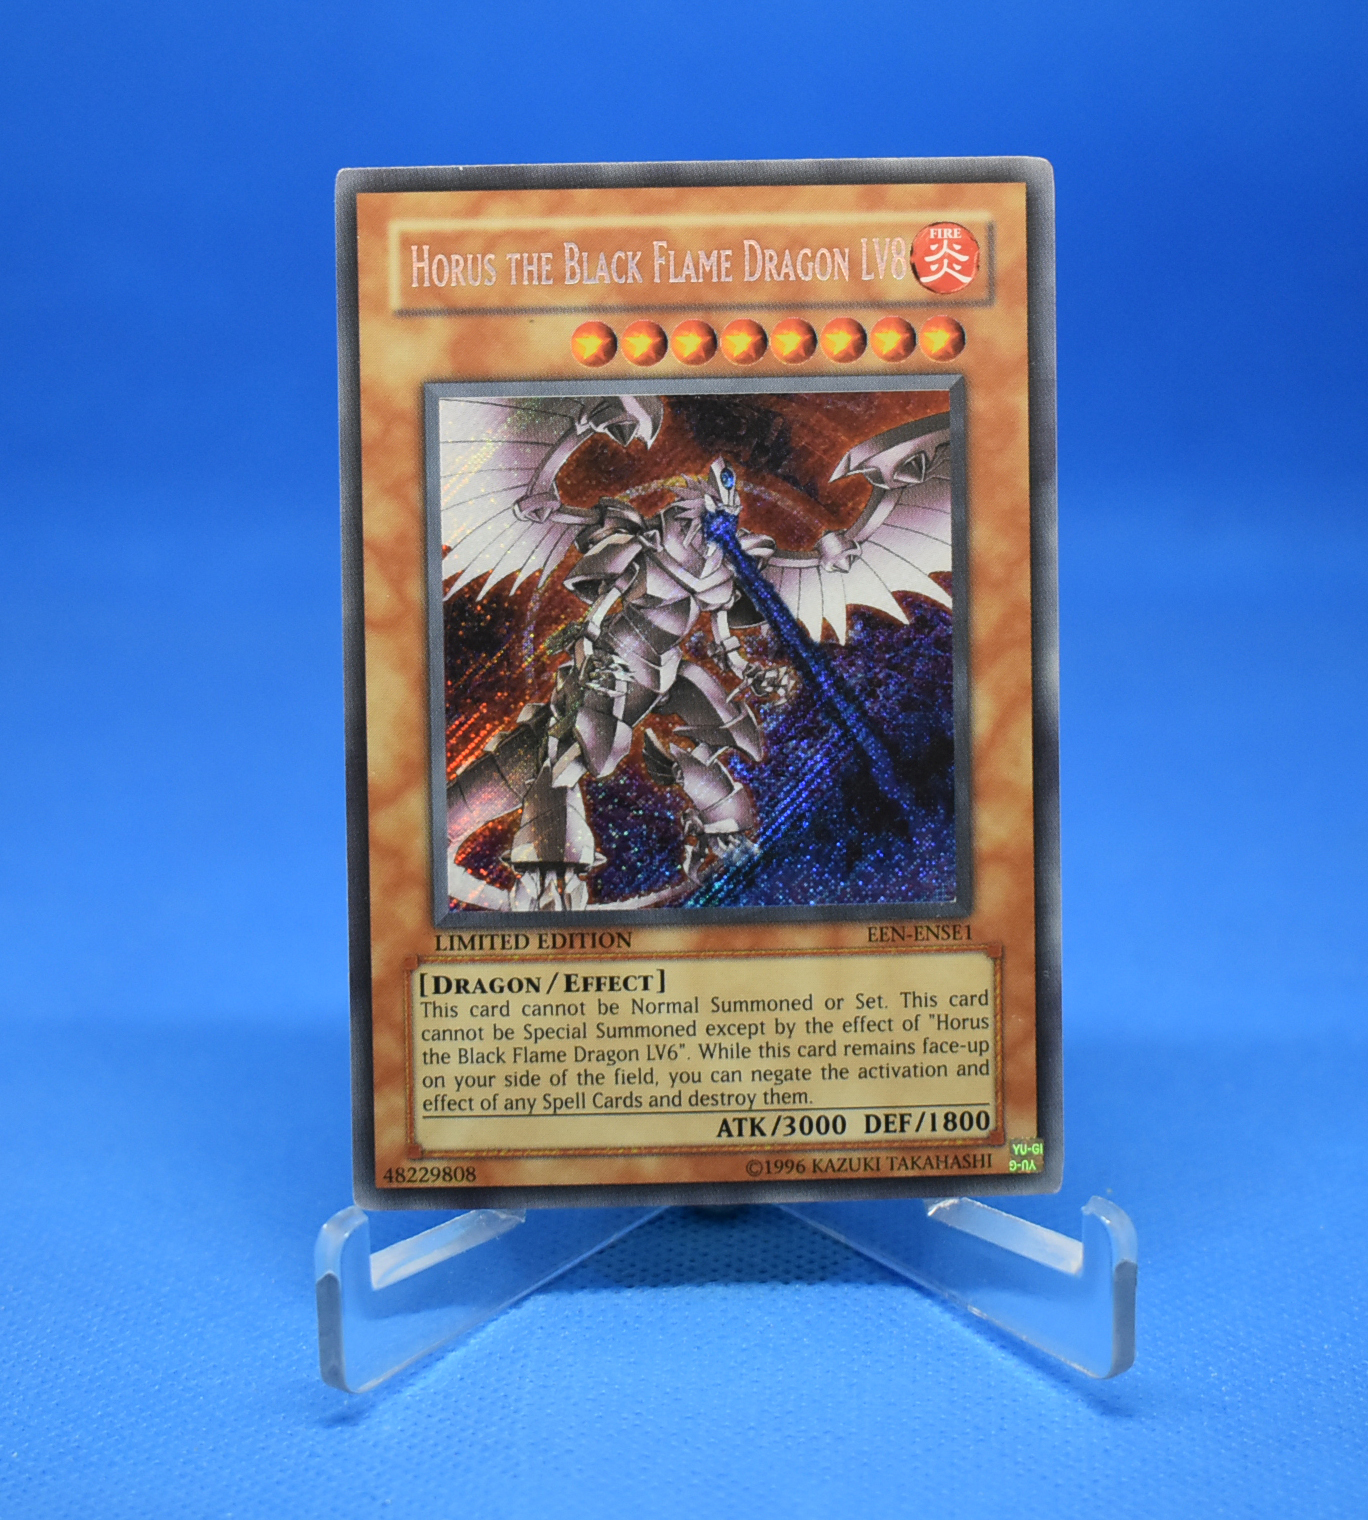 HORUS THE BLACK FLAME DRAGON LV8
FIRE
炎
LIMITED EDITION
EEN-ENSE1
[DRAGON/EFFECT]
This card cannot be Normal Summoned or Set. This card
cannot be Special Summoned except by the effect of "Horus
the Black Flame Dragon LV6". While this card remains face-up
on your side of the field, you can negate the activation and
effect of any Spell Cards and destroy them.
ATK/3000 DEF/1800
48229808
©1996 KAZUKI TAKAHASHI
YU-GI
YU-G